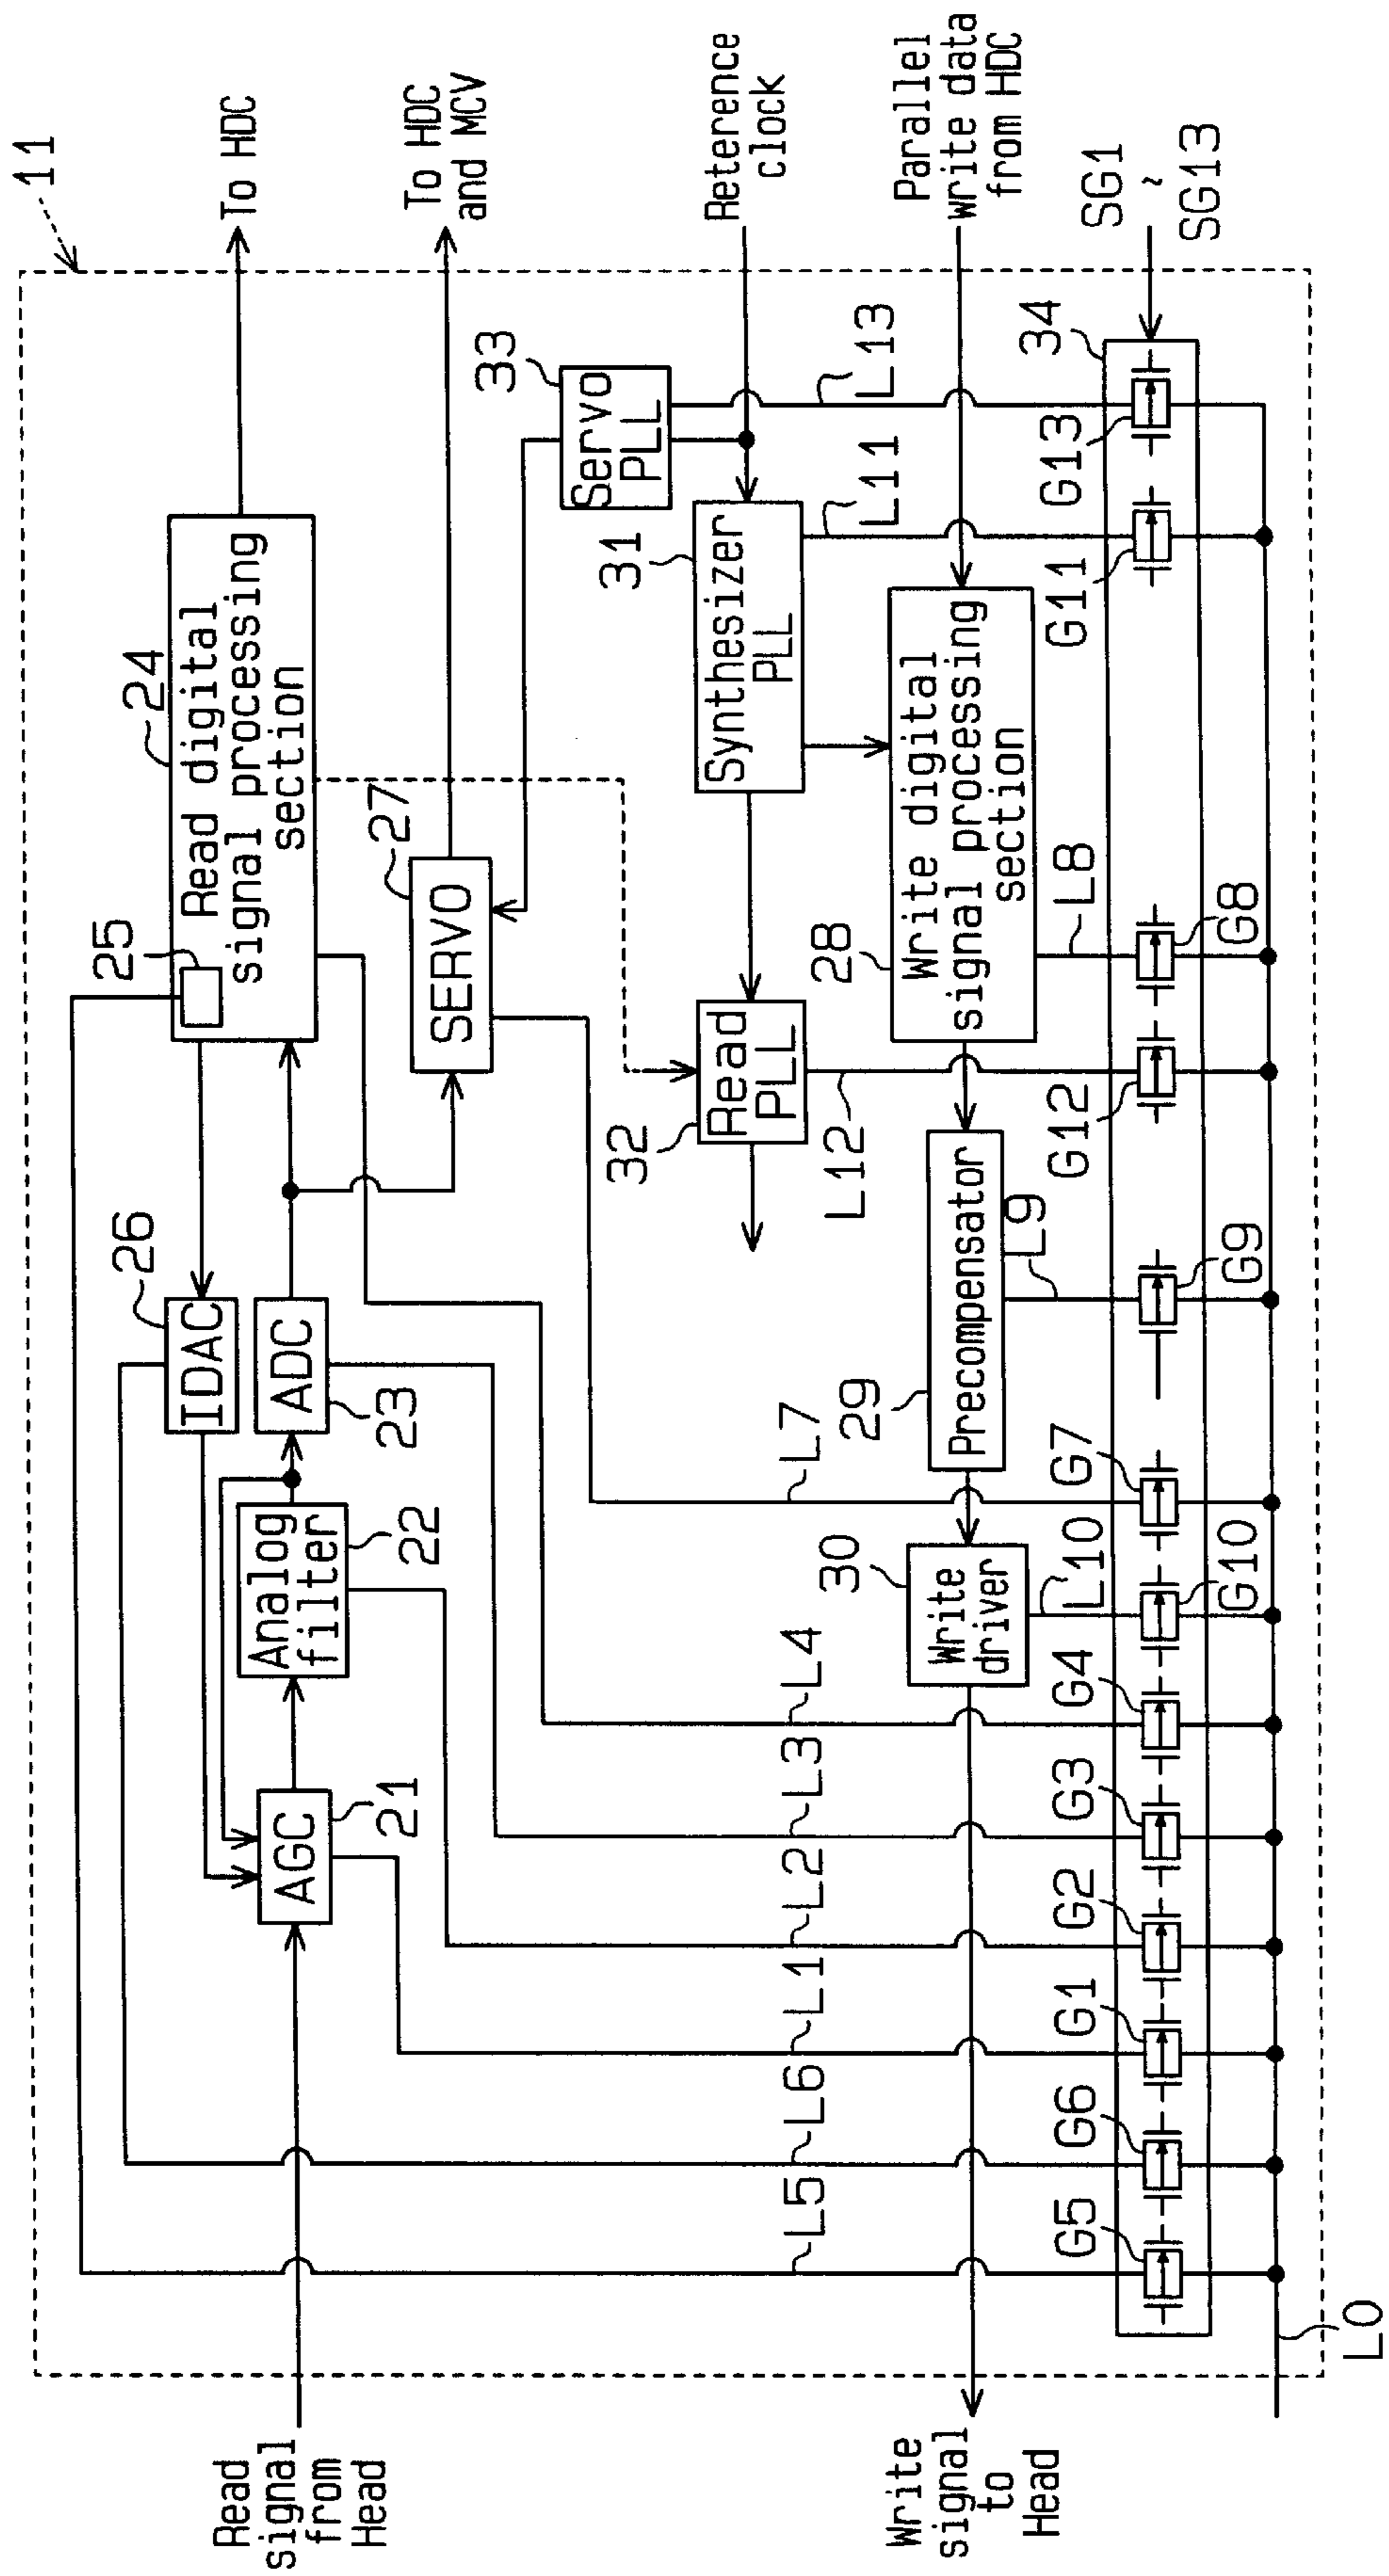 11
To HDC
To HDC
and MCV
Reterence
clock
Parallel
write data
from HDC
SG1
~
SG13
24
Read digital
signal processing
section
25
26
IDAC
ADC
23
Analog
filter
22
AGC
21
Read
signal
from
Head
27
SERVO
33
Servo
PLL
31
Synthesizer
PLL
32
Read
PLL
28
Write digital
signal processing
section
29
Precompensator
30
Write
driver
Write
signal
to
Head
L5
L6
L1
L2
L3
L4
L10
L7
L9
L12
L8
L11
L13
34
G5
G6
G1
G2
G3
G4
G10
G7
G9
G12
G8
G11
G13
L0